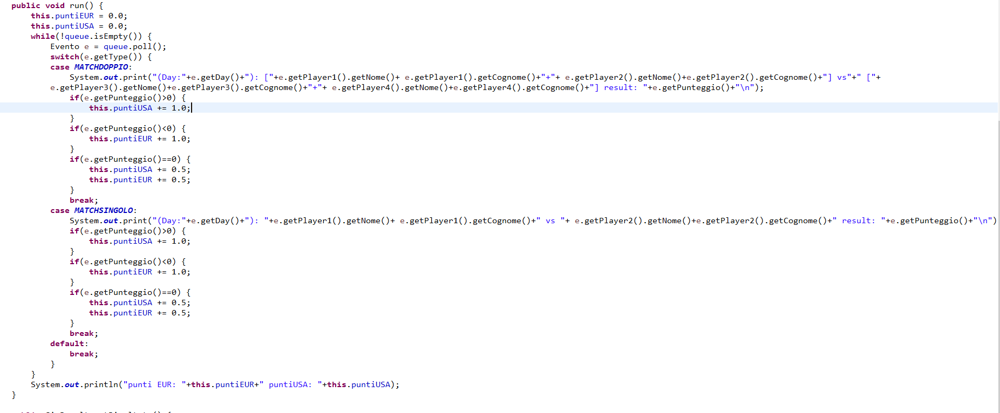 public void run() {
    this.puntiEUR = 0.0;
    this.puntiUSA = 0.0;
    while(!queue.isEmpty()) {
        Evento e = queue.poll();
        switch(e.getType()) {
        case MATCHDOPPIO:
            System.out.print("(Day:"+e.getDay()+"): ["+e.getPlayer1().getNome()+ e.getPlayer1().getCognome()+"+"+ e.getPlayer2().getNome()+e.getPlayer2().getCognome()+"] vs"+" ["+
        e.getPlayer3().getNome()+e.getPlayer3().getCognome()+"+"+ e.getPlayer4().getNome()+e.getPlayer4().getCognome()+"] result: "+e.getPunteggio()+"\n");
            if(e.getPunteggio()>0) {
                this.puntiUSA += 1.0;
            }
            if(e.getPunteggio()<0) {
                this.puntiEUR += 1.0;
            }
            if(e.getPunteggio()==0) {
                this.puntiUSA += 0.5;
                this.puntiEUR += 0.5;
            }
            break;
        case MATCHSINGOLO:
            System.out.print("(Day:"+e.getDay()+"): "+e.getPlayer1().getNome()+ e.getPlayer1().getCognome()+" vs "+ e.getPlayer2().getNome()+e.getPlayer2().getCognome()+" result: "+e.getPunteggio()+"\n")
            if(e.getPunteggio()>0) {
                this.puntiUSA += 1.0;
            }
            if(e.getPunteggio()<0) {
                this.puntiEUR += 1.0;
            }
            if(e.getPunteggio()==0) {
                this.puntiUSA += 0.5;
                this.puntiEUR += 0.5;
            }
            break;
        default:
            break;
        }
    }
    System.out.println("punti EUR: "+this.puntiEUR+" puntiUSA: "+this.puntiUSA);
}